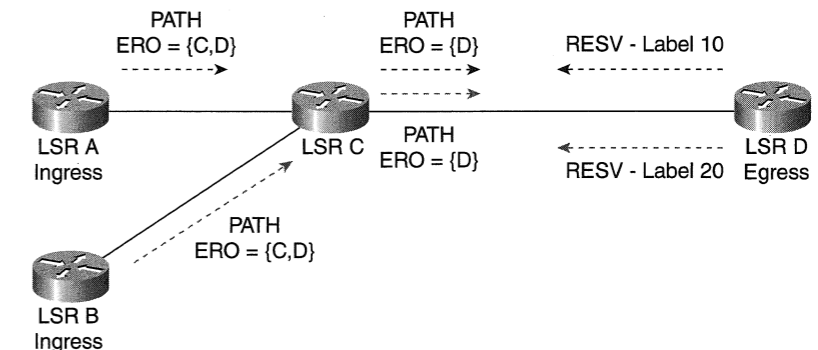 PATH
ERO = {C,D}
PATH
ERO = {D}
RESV - Label 10
LSR A
Ingress
LSR C
PATH
ERO = {D}
RESV - Label 20
LSR D
Egress
PATH
ERO = {C,D}
LSR B
Ingress